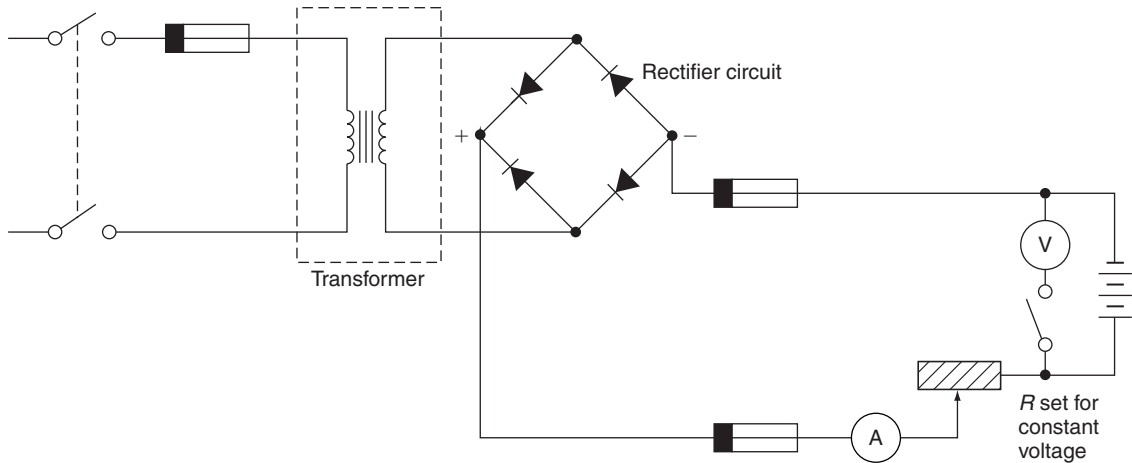 Rectifier circuit
+
−
Transformer
V
R set for
constant
voltage
A